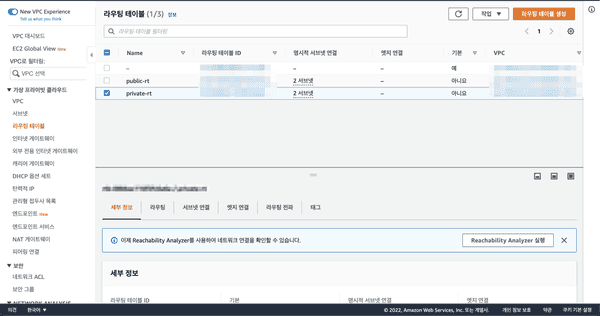 New VPC Experience
Tell us what you think
VPC 대시보드
EC2 Global View New
VPC로 필터링:
VPC 선택
▼ 가상 프라이빗 클라우드
VPC
서브넷
라우팅 테이블
인터넷 게이트웨이
외부 전용 인터넷 게이트웨이
캐리어 게이트웨이
DHCP 옵션 세트
탄력적 IP
관리형 접두사 목록
엔드포인트 New
엔드포인트 서비스
NAT 게이트웨이
피어링 연결
▼ 보안
네트워크 ACL
보안 그룹
▼ NETWORK ANALYSIS
라우팅 테이블 (1/3) 정보
작업 ▼
라우팅 테이블 생성
라우팅 테이블 필터링
< 1 >
Name 라우팅 테이블 ID 명시적 서브넷 연결 엣지 연결 기본 VPC
– – – 예
public-rt 2 서브넷 – 아니요
private-rt 2 서브넷 – 아니요
세부 정보 라우팅 서브넷 연결 엣지 연결 라우팅 전파 태그
이제 Reachability Analyzer를 사용하여 네트워크 연결을 확인할 수 있습니다.
Reachability Analyzer 실행
세부 정보
라우팅 테이블 ID 기본 명시적 서브넷 연결 엣지 연결
의견 한국어 ▼ © 2022, Amazon Web Services, Inc. 또는 계열사. 개인 정보 보호 약관 쿠키 기본 설정